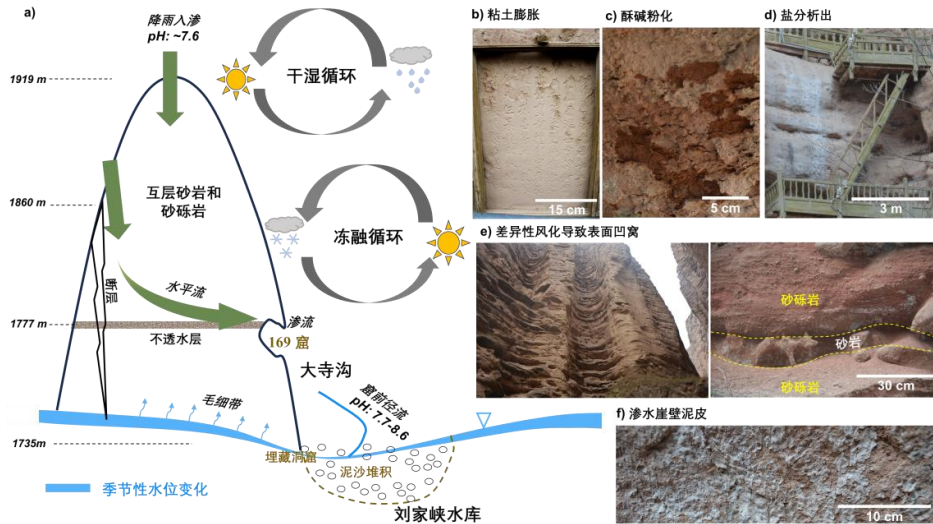 a)
降雨入渗
pH: ~7.6
1919 m
干湿循环
互层砂岩和
砂砾岩
1860 m
冻融循环
断层
水平流
1777 m
不透水层
渗流
169 窟
大寺沟
窟前径流
pH: 7.7-8.6
毛细带
1735m
埋藏洞窟
泥沙堆积
季节性水位变化
刘家峡水库
b) 粘土膨胀
15 cm
c) 酥碱粉化
5 cm
d) 盐分析出
3 m
e) 差异性风化导致表面凹窝
砂砾岩
砂岩
砂砾岩
30 cm
f) 渗水崖壁泥皮
10 cm